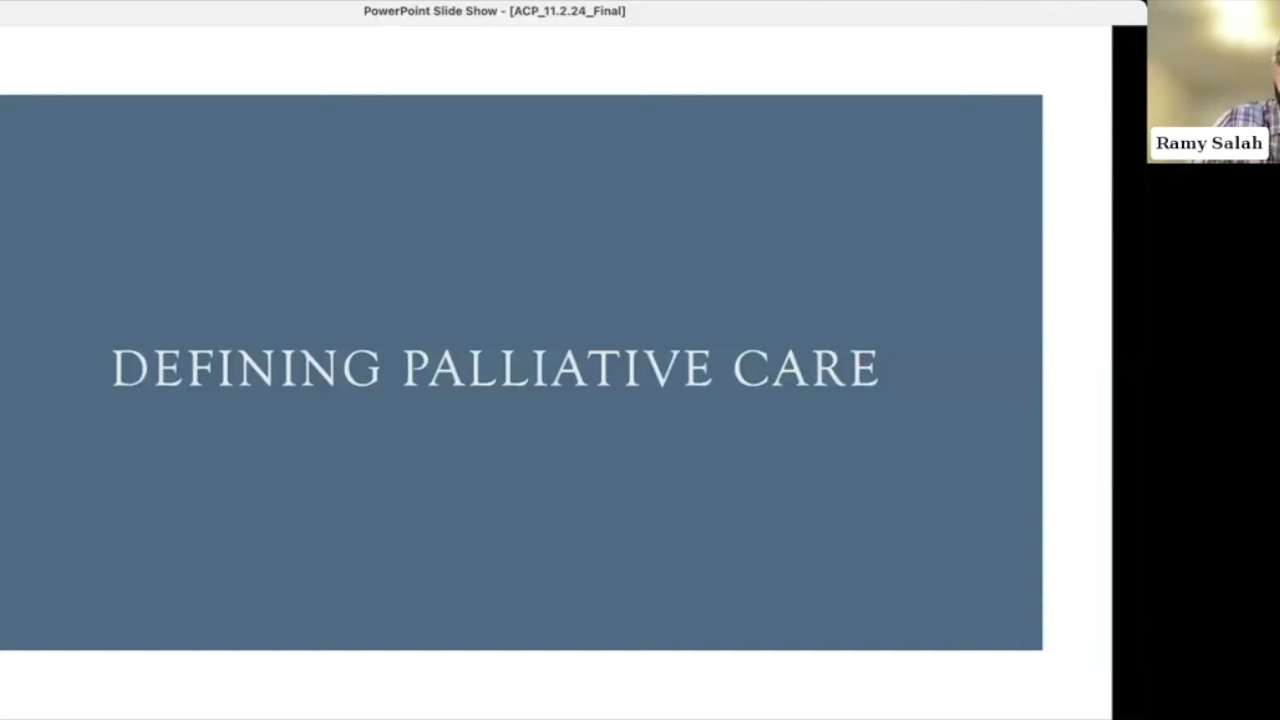 PowerPoint Slide Show - [ACP_11.2.24_Final]
Ramy Salah
DEFINING PALLIATIVE CARE